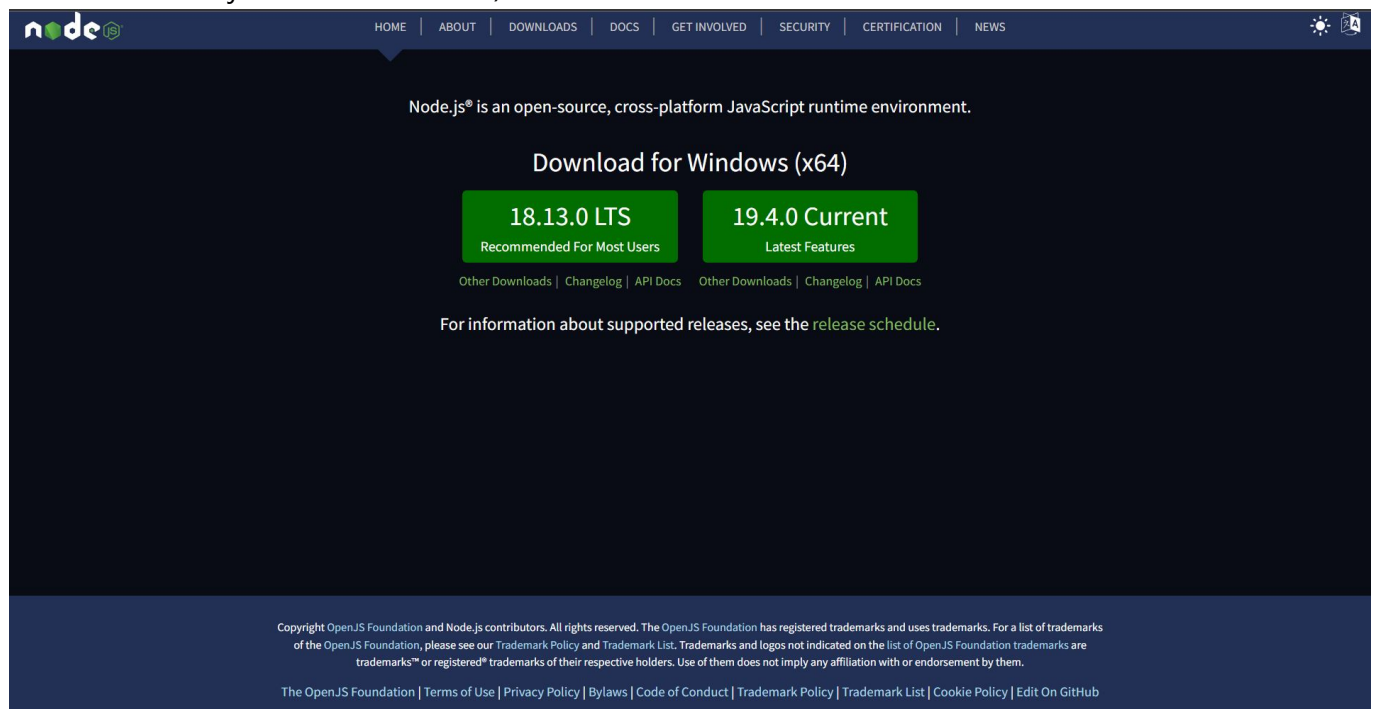 node JS
HOME | ABOUT | DOWNLOADS | DOCS | GET INVOLVED | SECURITY | CERTIFICATION | NEWS
Node.js® is an open-source, cross-platform JavaScript runtime environment.
Download for Windows (x64)
18.13.0 LTS
Recommended For Most Users
19.4.0 Current
Latest Features
Other Downloads | Changelog | API Docs
Other Downloads | Changelog | API Docs
For information about supported releases, see the release schedule.
Copyright OpenJS Foundation and Node.js contributors. All rights reserved. The OpenJS Foundation has registered trademarks and uses trademarks. For a list of trademarks
of the OpenJS Foundation, please see our Trademark Policy and Trademark List. Trademarks and logos not indicated on the list of OpenJS Foundation trademarks are
trademarks™ or registered® trademarks of their respective holders. Use of them does not imply any affiliation with or endorsement by them.
The OpenJS Foundation | Terms of Use | Privacy Policy | Bylaws | Code of Conduct | Trademark Policy | Trademark List | Cookie Policy | Edit On GitHub